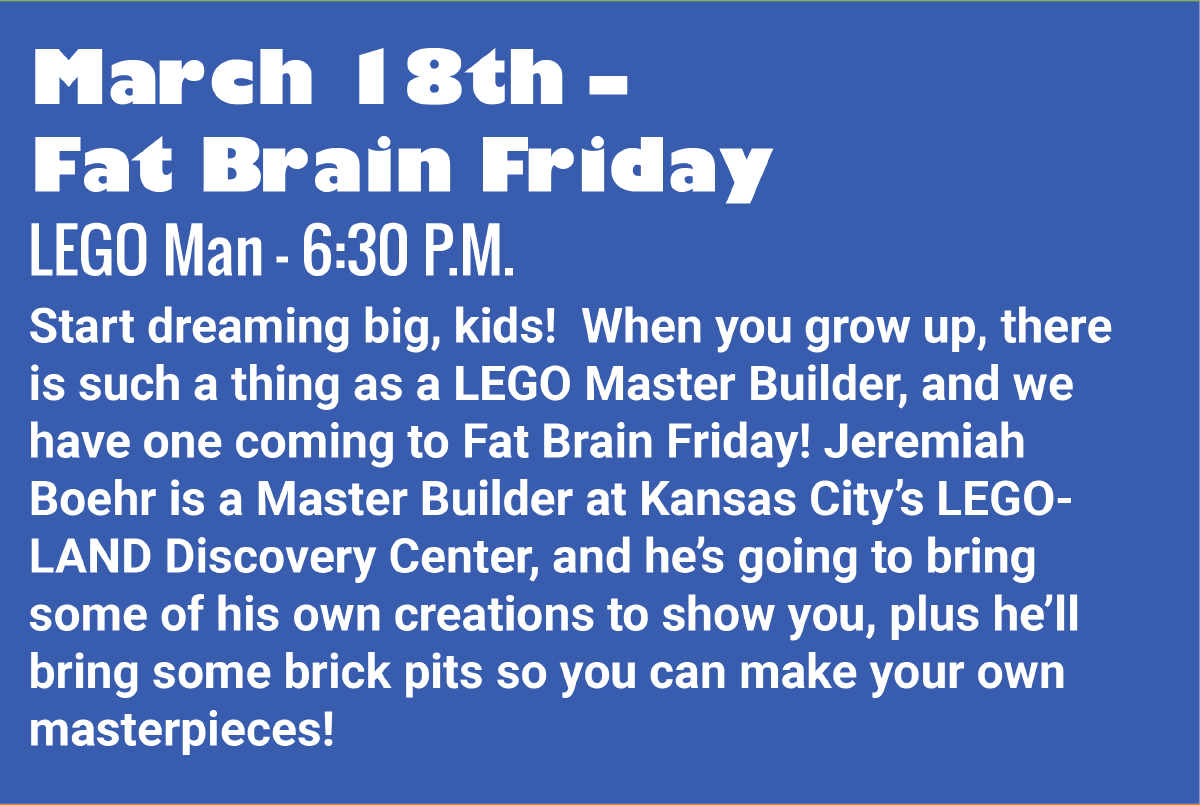 March 18th –
Fat Brain Friday
LEGO Man - 6:30 P.M.
Start dreaming big, kids!  When you grow up, there
is such a thing as a LEGO Master Builder, and we
have one coming to Fat Brain Friday! Jeremiah
Boehr is a Master Builder at Kansas City’s LEGO-
LAND Discovery Center, and he’s going to bring
some of his own creations to show you, plus he’ll
bring some brick pits so you can make your own
masterpieces!